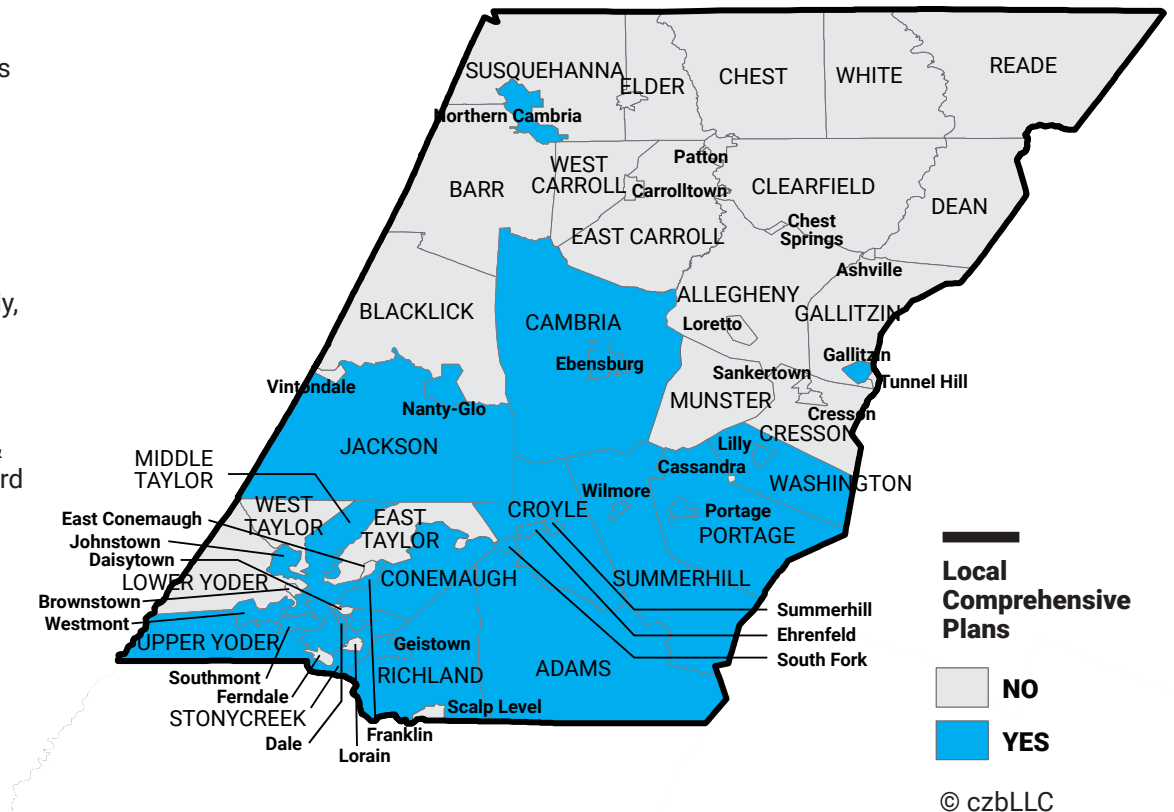 s
SUSQUEHANNA
ELDER
CHEST
WHITE
READE
Northern Cambria
WEST
CARROLL
Patton
BARR
Carrolltown
CLEARFIELD
DEAN
Chest
Springs
EAST CARROLL
Ashville
ly,
ALLEGHENY
BLACKLICK
CAMBRIA
Loretto
GALLITZIN
Ebensburg
Gallitzin
Sankertown
Tunnel Hill
Vintondale
MUNSTER
Nanty-Glo
Cresson
CRESSON
JACKSON
Lilly
MIDDLE
TAYLOR
Cassandra
rd
WASHINGTON
Wilmore
WEST
TAYLOR
CROYLE
Portage
East Conemaugh
EAST
TAYLOR
PORTAGE
Johnstown
Daisytown
LOWER YODER
CONEMAUGH
SUMMERHILL
Brownstown
Westmont
Summerhill
Ehrenfeld
South Fork
UPPER YODER
Geistown
ADAMS
RICHLAND
Southmont
Ferndale
STONYCREEK
Scalp Level
Dale
Franklin
Lorain
Local
Comprehensive
Plans
NO
YES
© czbLLC